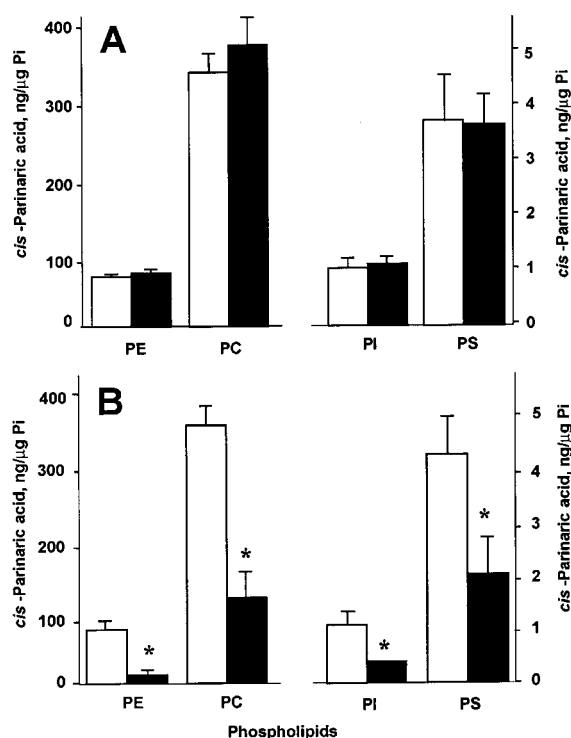 A
cis -Parinaric acid, ng/µg Pi
400
300
200
100
0
PE
PC
5
4
3
2
1
0
cis -Parinaric acid, ng/µg Pi
PI
PS
B
cis -Parinaric acid, ng/µg Pi
400
300
200
100
0
*
*
PE
PC
5
4
3
2
1
0
cis -Parinaric acid, ng/µg Pi
*
*
PI
PS
Phospholipids